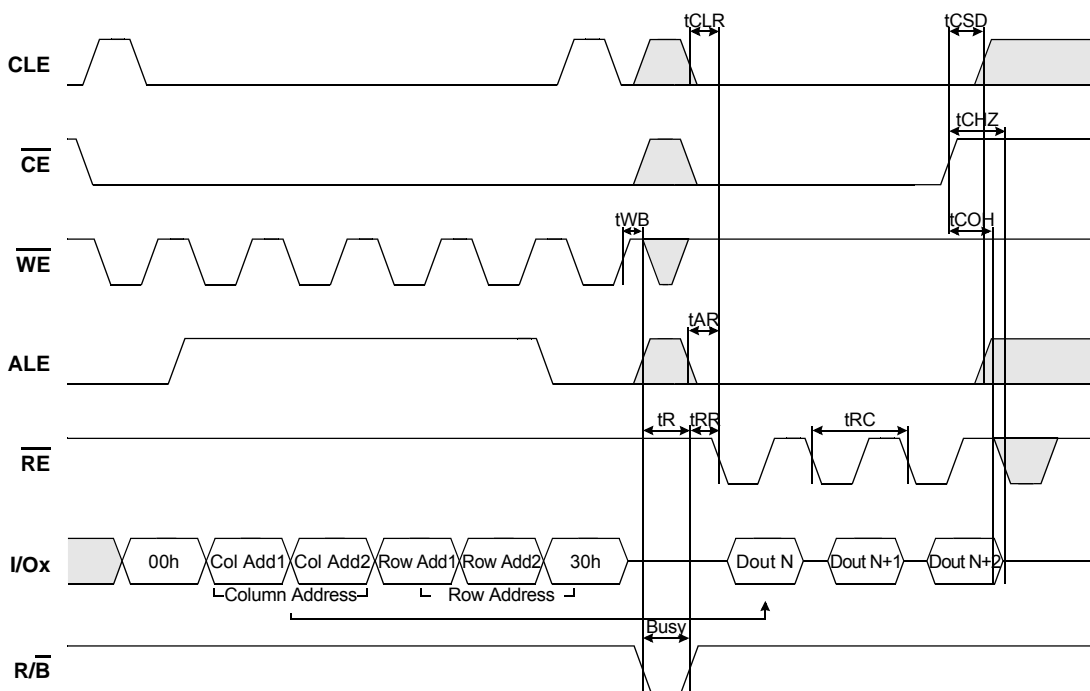 tCLR
tCSD
CLE
tCHZ
CE
tWB
tCOH
WE
tAR
ALE
tR
tRR
tRC
RE
I/Ox
00h
Col Add1
Col Add2
Row Add1
Row Add2
30h
Dout N
Dout N+1
Dout N+2
Column Address
Row Address
Busy
R/B